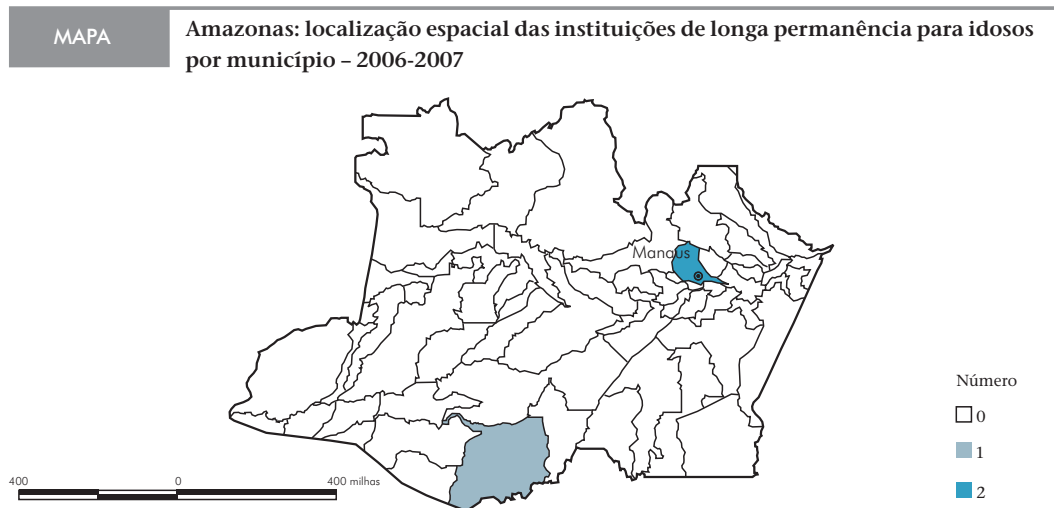 MAPA
Amazonas: localização espacial das instituições de longa permanência para idosos
por município – 2006-2007
Manaus
Número
0
1
2
400 0 400 milhas